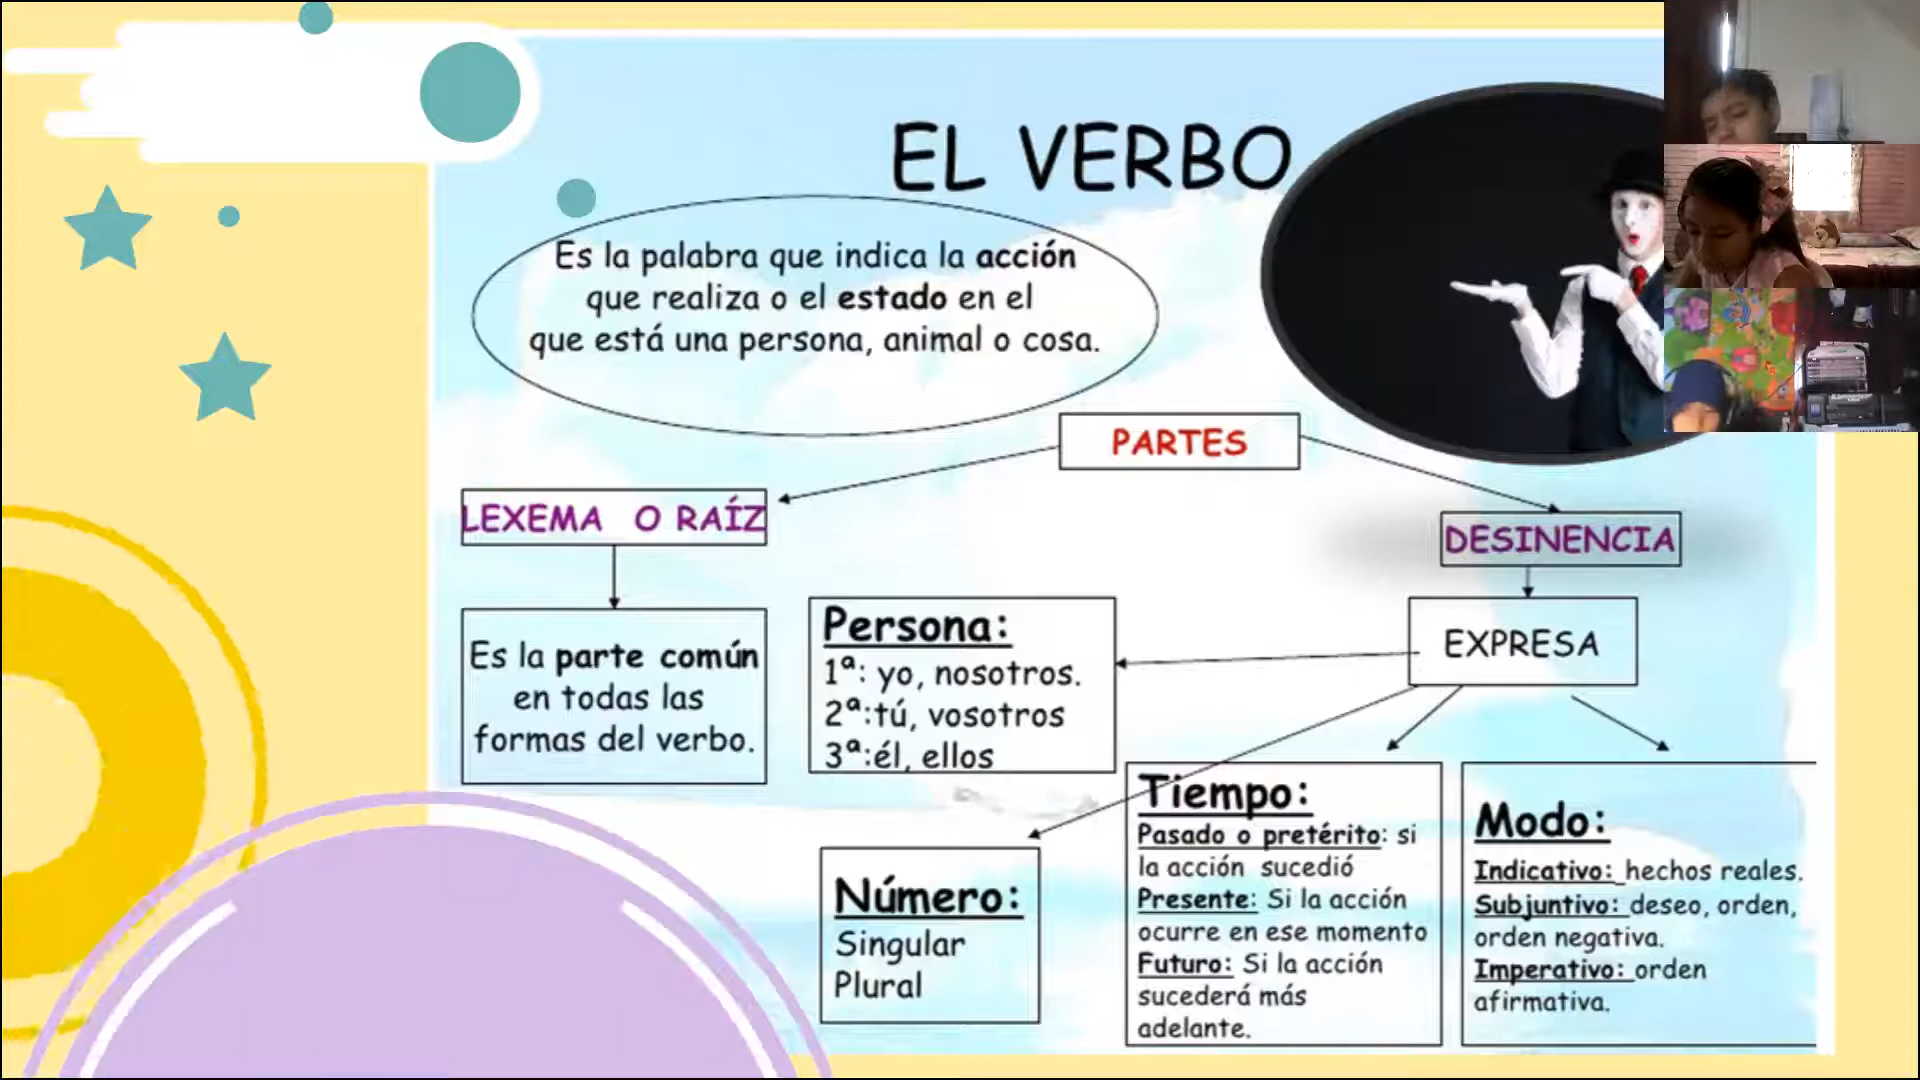 EL VERBO
Es la palabra que indica la acción
que realiza o el estado en el
que está una persona, animal o cosa.
PARTES
LEXEMA O RAÍZ
DESINENCIA
Es la parte común
en todas las
formas del verbo.
Persona:
1ª: yo, nosotros.
2ª:tú, vosotros
3ª:él, ellos
EXPRESA
Número:
Singular
Plural
Tiempo:
Pasado o pretérito: si
la acción sucedió
Presente: Si la acción
ocurre en ese momento
Futuro: Si la acción
sucederá más
adelante.
Modo:
Indicativo: hechos reales.
Subjuntivo: deseo, orden,
orden negativa.
Imperativo: orden
afirmativa.